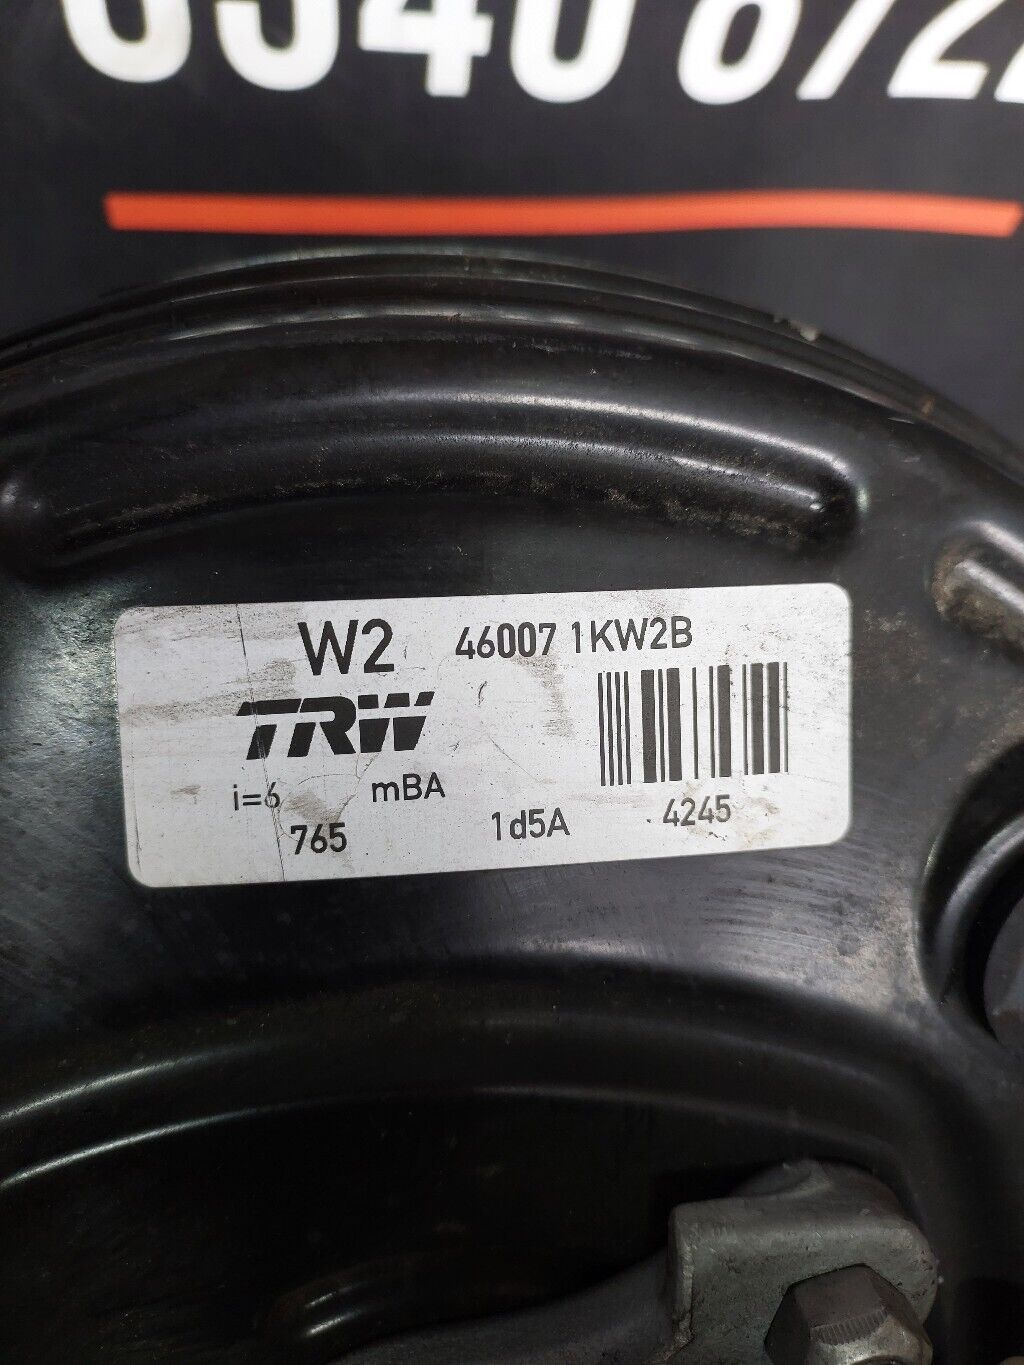 W2 46007 1KW2B
TRW
i=6 mBA
765 1d5A 4245